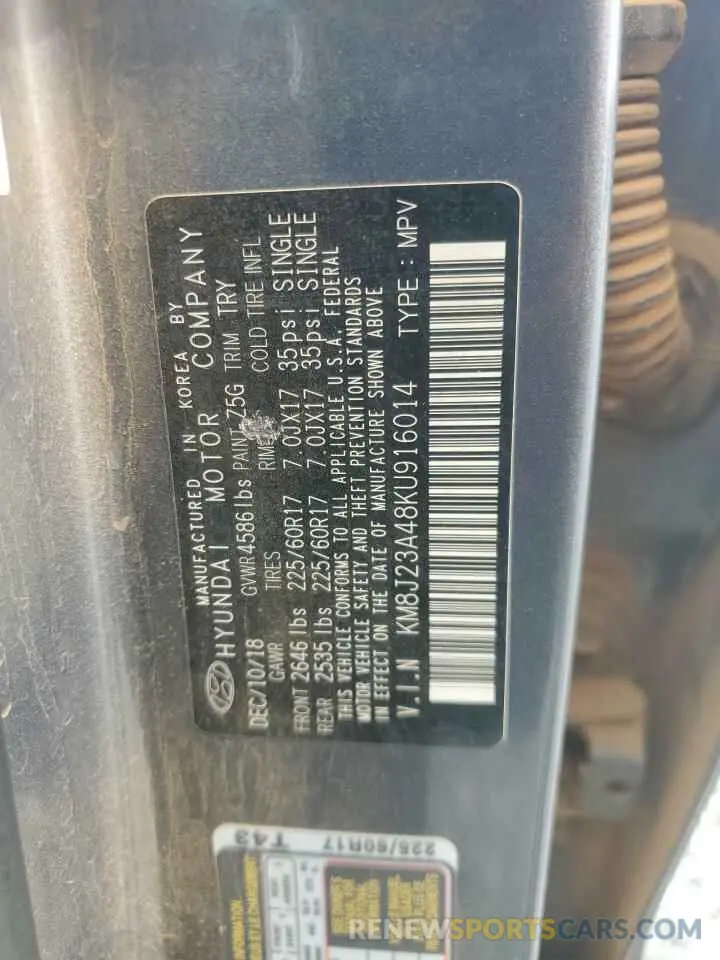 MANUFACTURED IN KOREA BY
HYUNDAI MOTOR COMPANY
DEC/10/18 GVWR 4586 lbs PAINT Z5G TRIM TRY
GAWR TIRES RIMS COLD TIRE INFL
FRONT 2646 lbs 225/60R17 7.0JX17 35psi SINGLE
REAR 2535 lbs 225/60R17 7.0JX17 35psi SINGLE
THIS VEHICLE CONFORMS TO ALL APPLICABLE U.S.A. FEDERAL
MOTOR VEHICLE SAFETY AND THEFT PREVENTION STANDARDS
IN EFFECT ON THE DATE OF MANUFACTURE SHOWN ABOVE
V.I.N KM8J23A48KU916014 TYPE : MPV
T43 225/60R17
INFORMATION
RENEWSPORTSCARS.COM